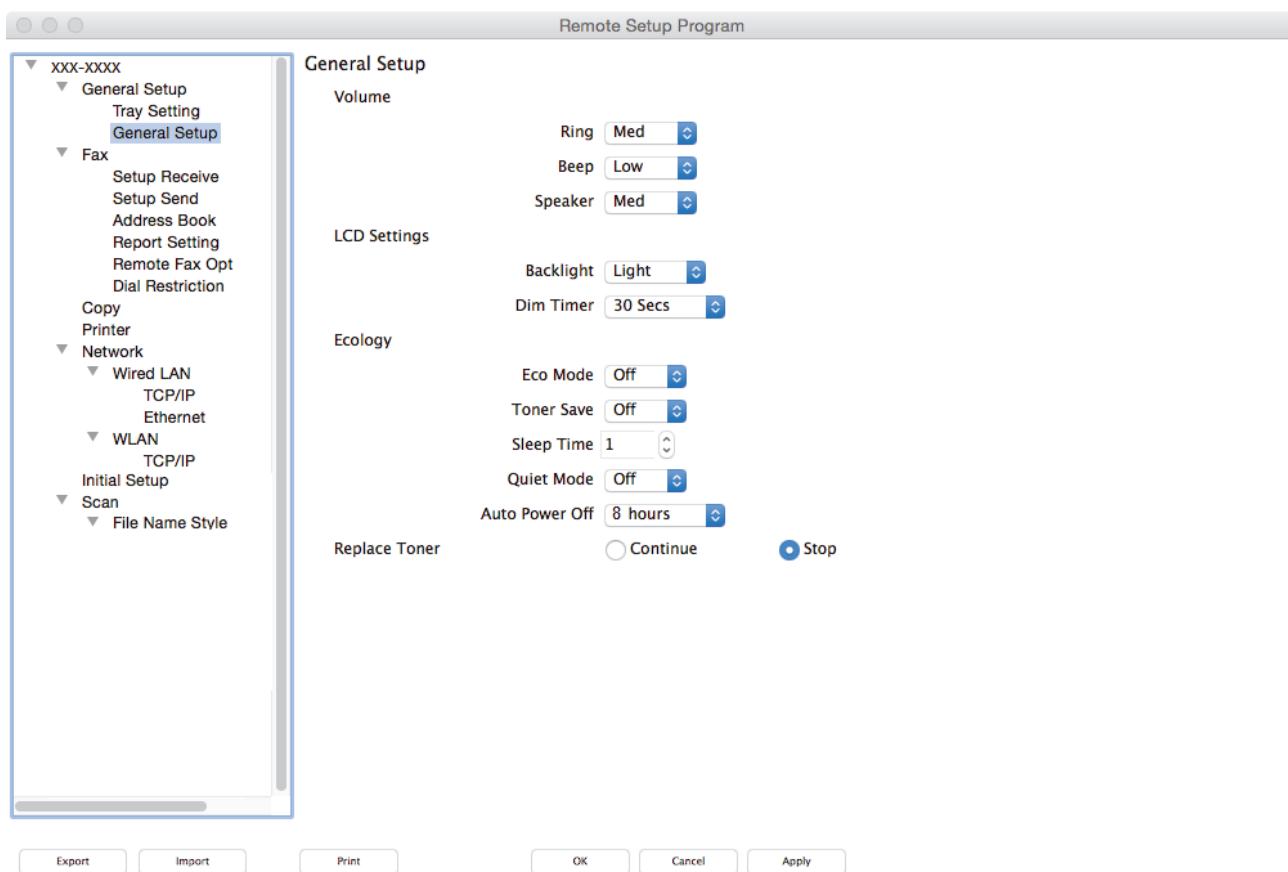 Remote Setup Program
XXX-XXXX
General Setup
Tray Setting
General Setup
Fax
Setup Receive
Setup Send
Address Book
Report Setting
Remote Fax Opt
Dial Restriction
Copy
Printer
Network
Wired LAN
TCP/IP
Ethernet
WLAN
TCP/IP
Initial Setup
Scan
File Name Style
General Setup
Volume
Ring Med
Beep Low
Speaker Med
LCD Settings
Backlight Light
Dim Timer 30 Secs
Ecology
Eco Mode Off
Toner Save Off
Sleep Time 1
Quiet Mode Off
Auto Power Off 8 hours
Replace Toner Continue Stop
Export Import Print OK Cancel Apply